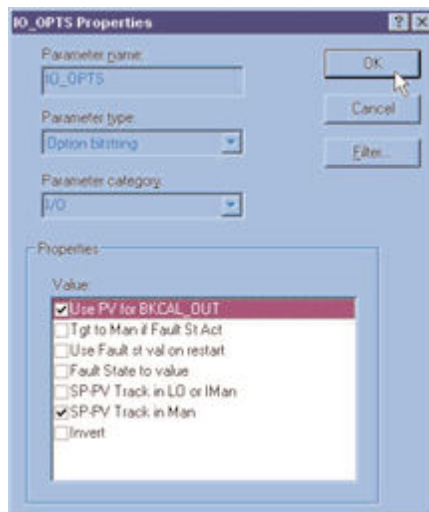 IO_OPTS Properties
Parameter name:
IO_OPTS
OK
Parameter type:
Option bitstring
Cancel
Filter...
Parameter category:
I/O
Properties
Value:
Use PV for BKCAL_OUT
Tgt to Man if Fault St Act
Use Fault st val on restart
Fault State to value
SP-PV Track in LO or IMan
SP-PV Track in Man
Invert